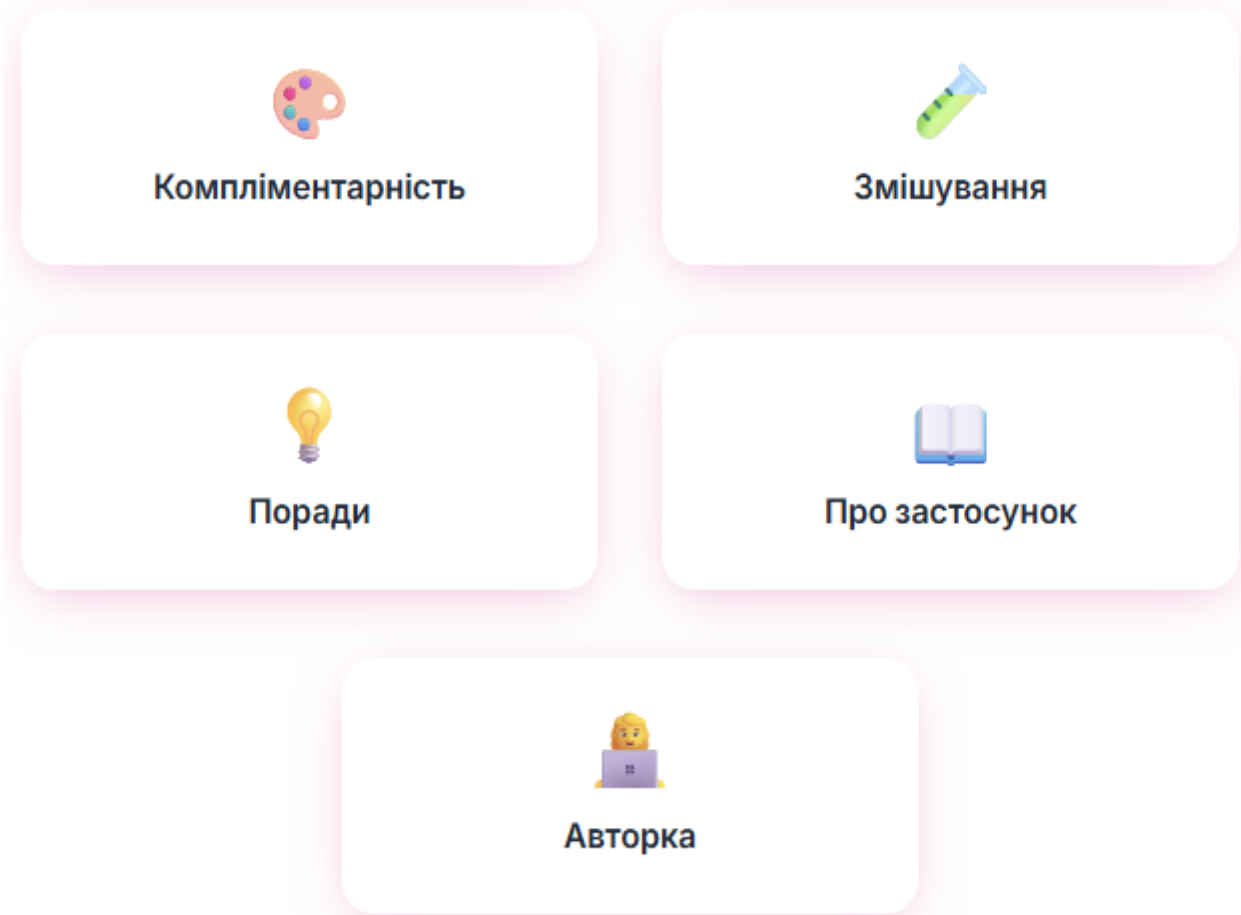 Компліментарність
Змішування
Поради
Про застосунок
Авторка